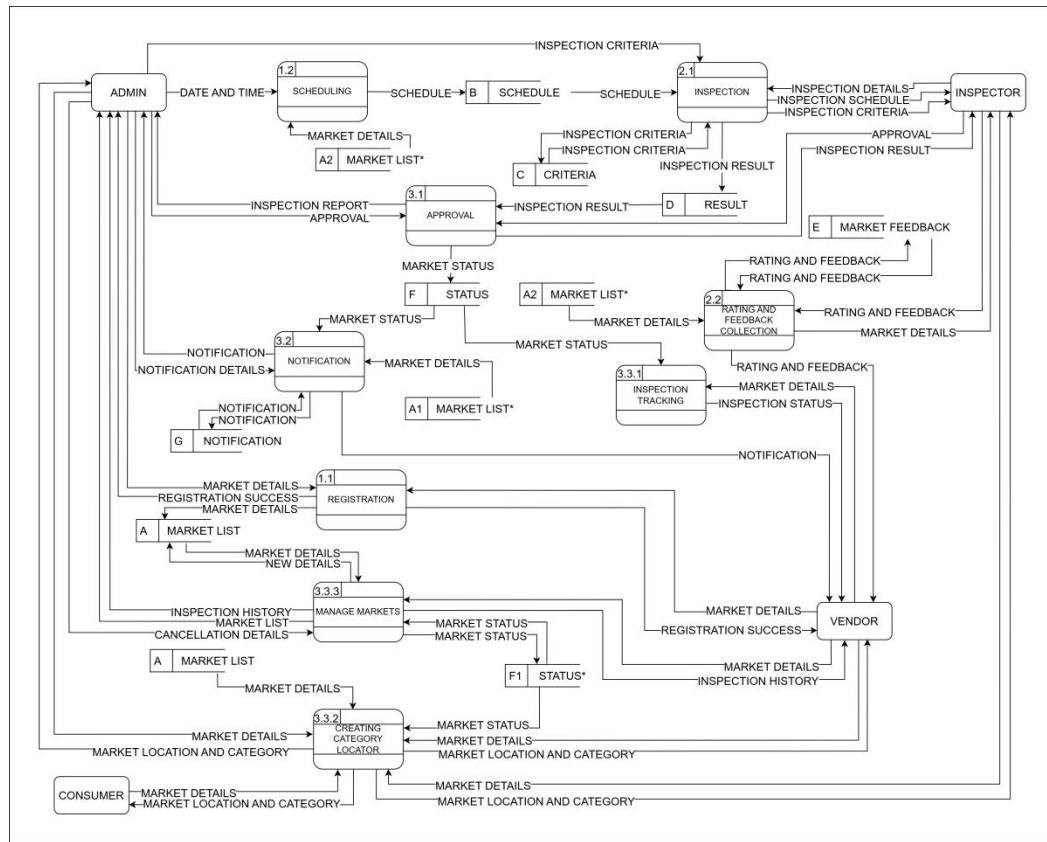 INSPECTION CRITERIA
1.2
2.1
ADMIN
DATE AND TIME
SCHEDULING
SCHEDULE
B
SCHEDULE
SCHEDULE
INSPECTION
INSPECTION DETAILS
INSPECTION SCHEDULE
INSPECTION CRITERIA
INSPECTOR
MARKET DETAILS
A2
MARKET LIST*
INSPECTION CRITERIA
INSPECTION CRITERIA
C
CRITERIA
INSPECTION RESULT
APPROVAL
INSPECTION RESULT
3.1
INSPECTION REPORT
APPROVAL
APPROVAL
INSPECTION RESULT
D
RESULT
E
MARKET FEEDBACK
MARKET STATUS
RATING AND FEEDBACK
RATING AND FEEDBACK
F
STATUS
A2
MARKET LIST*
2.2
RATING AND
FEEDBACK
COLLECTION
RATING AND FEEDBACK
MARKET DETAILS
MARKET DETAILS
MARKET STATUS
3.2
NOTIFICATION
NOTIFICATION
NOTIFICATION DETAILS
MARKET DETAILS
MARKET STATUS
RATING AND FEEDBACK
3.3.1
INSPECTION
TRACKING
MARKET DETAILS
INSPECTION STATUS
A1
MARKET LIST*
NOTIFICATION
NOTIFICATION
G
NOTIFICATION
NOTIFICATION
1.1
MARKET DETAILS
REGISTRATION SUCCESS
MARKET DETAILS
REGISTRATION
A
MARKET LIST
MARKET DETAILS
NEW DETAILS
3.3.3
INSPECTION HISTORY
MARKET LIST
CANCELLATION DETAILS
MANAGE MARKETS
MARKET STATUS
MARKET STATUS
MARKET DETAILS
REGISTRATION SUCCESS
VENDOR
A
MARKET LIST
F1
STATUS*
MARKET DETAILS
INSPECTION HISTORY
MARKET DETAILS
3.3.2
CREATING
CATEGORY
LOCATOR
MARKET DETAILS
MARKET LOCATION AND CATEGORY
MARKET STATUS
MARKET DETAILS
MARKET LOCATION AND CATEGORY
CONSUMER
MARKET DETAILS
MARKET LOCATION AND CATEGORY
MARKET DETAILS
MARKET LOCATION AND CATEGORY